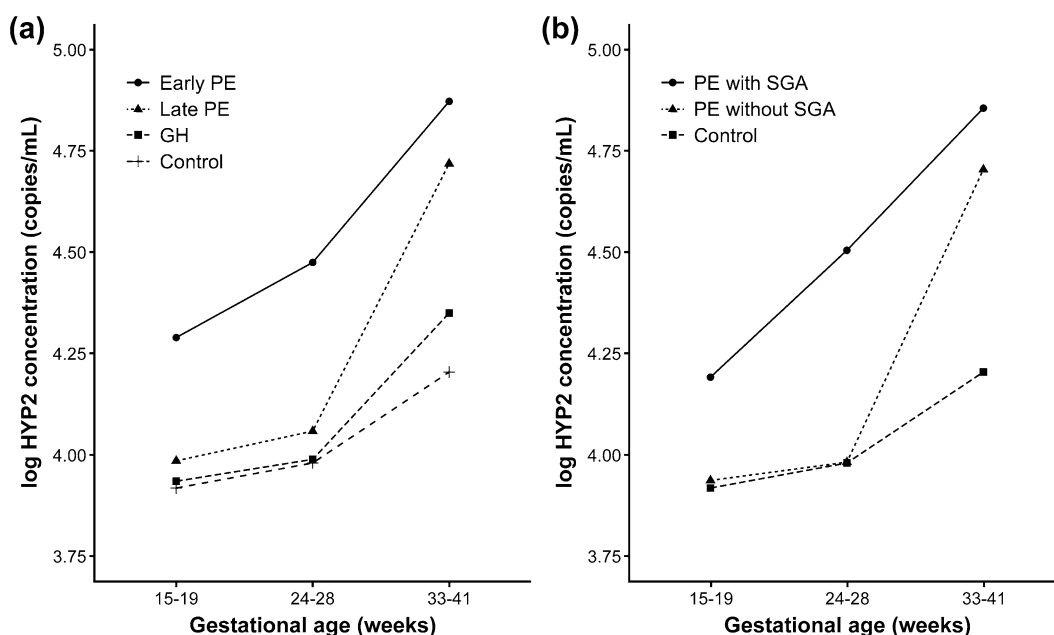 (a)
log HYP2 concentration (copies/mL)
5.00
4.75
4.50
4.25
4.00
3.75
Early PE
Late PE
GH
Control
15-19
24-28
33-41
Gestational age (weeks)
(b)
log HYP2 concentration (copies/mL)
5.00
4.75
4.50
4.25
4.00
3.75
PE with SGA
PE without SGA
Control
15-19
24-28
33-41
Gestational age (weeks)